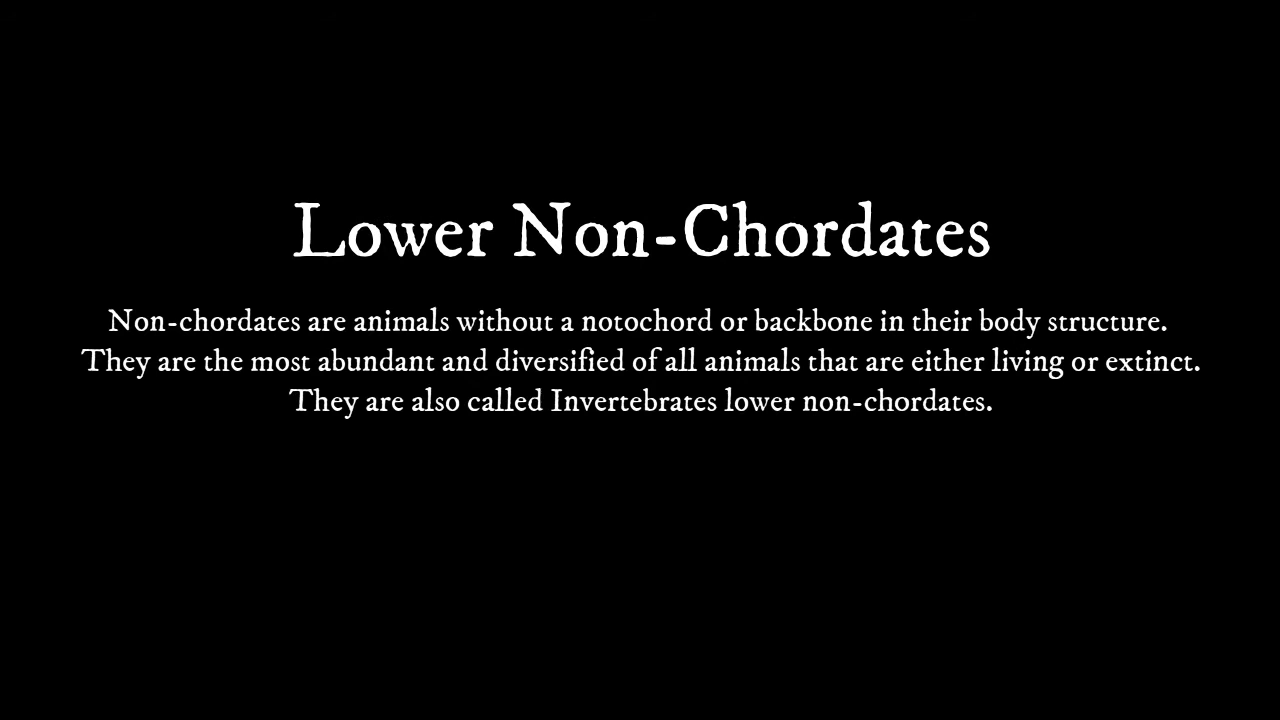 Lower Non-Chordates
Non-chordates are animals without a notochord or backbone in their body structure.
They are the most abundant and diversified of all animals that are either living or extinct.
They are also called Invertebrates lower non-chordates.